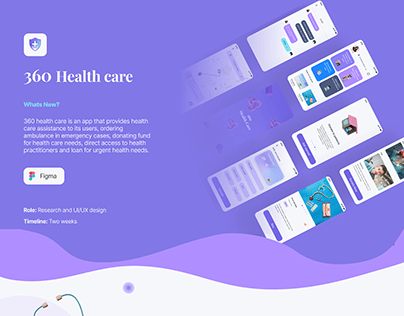 360 Health care
Whats New?
360 health care is an app that provides health
care assistance to its users, ordering
ambulance in emergency cases, donating fund
for health care needs, direct access to health
practitioners and loan for urgent health needs.
Figma
Role: Research and UI/UX design
Timeline: Two weeks